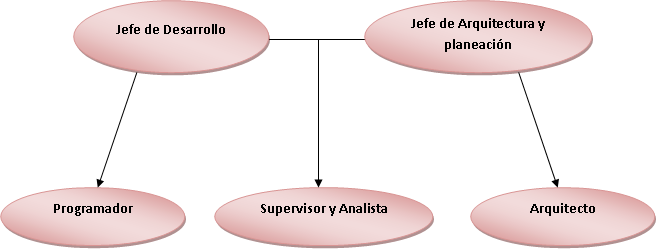 Jefe de Desarrollo
Jefe de Arquitectura y
planeación
Programador
Supervisor y Analista
Arquitecto